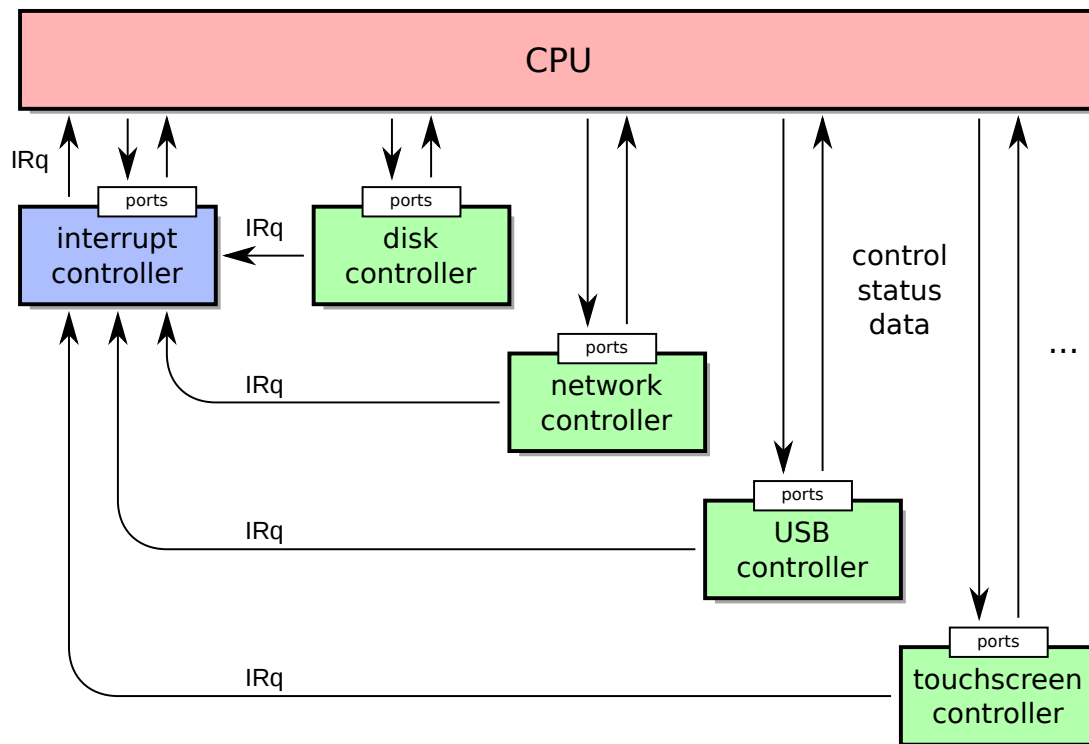 CPU
IRq
ports
interrupt
controller
IRq
ports
disk
controller
control
status
data
...
ports
network
controller
IRq
ports
USB
controller
IRq
ports
touchscreen
controller
IRq